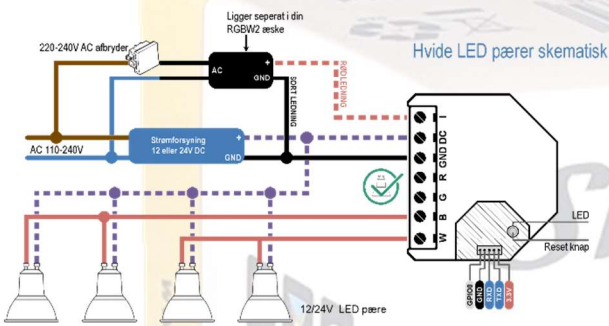 Ligger seperat i din
RGBW2 æske
220-240V AC afbryder
Hvide LED pærer skematisk
AC
+
GND
SORT LEDNING
RØDLEDNING
Strømforsyning
12 eller 24V DC
+
GND
AC 110-240V
I
DC
GND
R
G
B
W
LED
Reset knap
GPIO0
GND
RXD
TXD
3.3V
12/24V LED pære